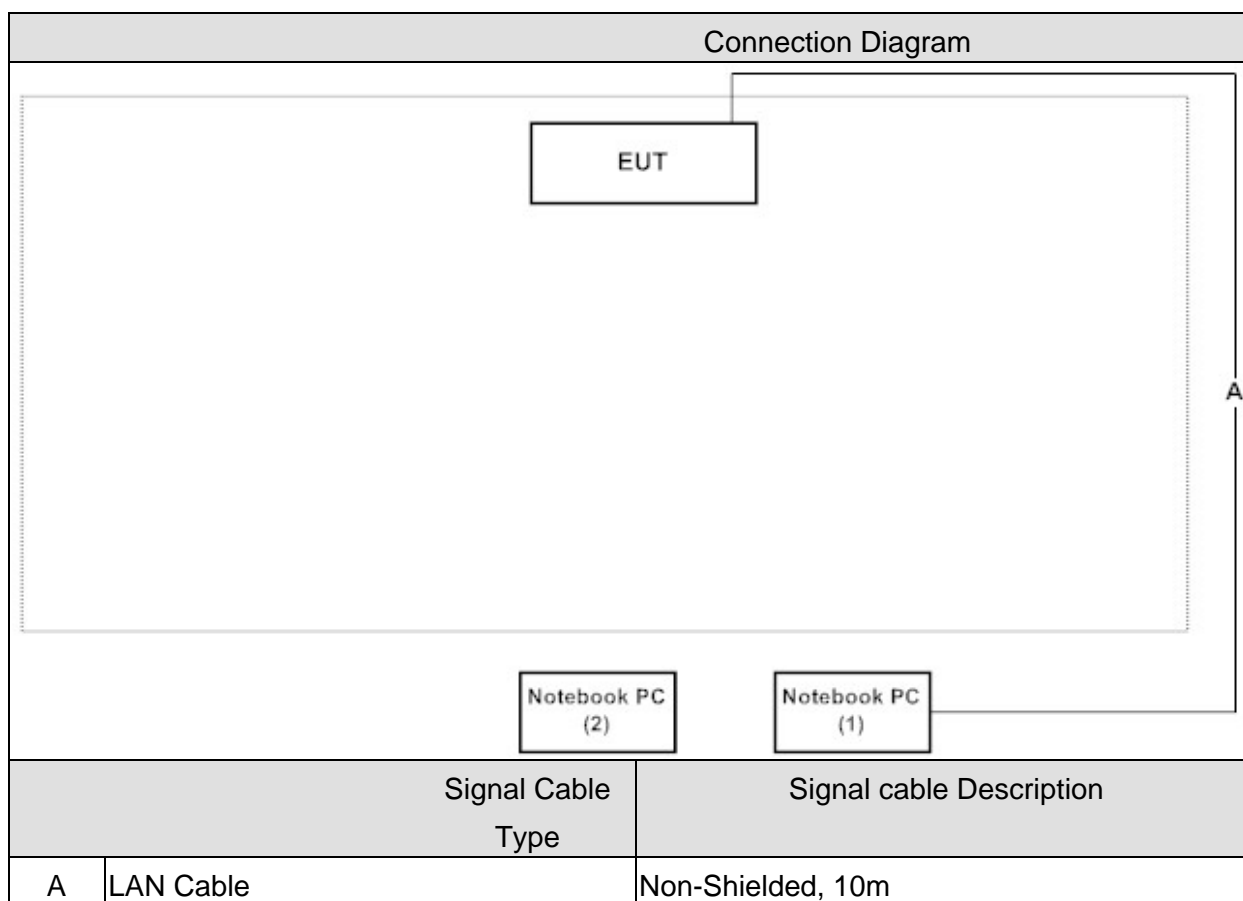 Connection Diagram
EUT
A
Notebook PC
(2)
Notebook PC
(1)
Signal Cable
Type
Signal cable Description
A
LAN Cable
Non-Shielded, 10m